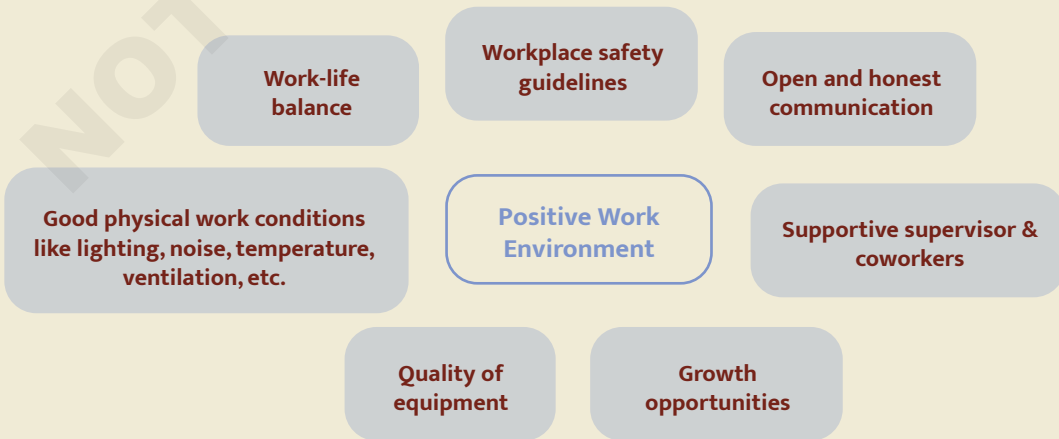 NOT
Work-life
balance
Workplace safety
guidelines
Open and honest
communication
Good physical work conditions
like lighting, noise, temperature,
ventilation, etc.
Positive Work
Environment
Supportive supervisor &
coworkers
Quality of
equipment
Growth
opportunities